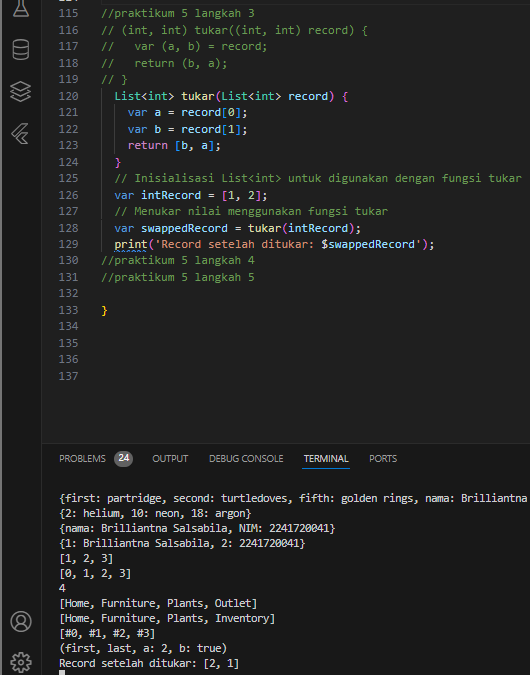 115 //praktikum 5 langkah 3
116 // (int, int) tukar((int, int) record) {
117 //   var (a, b) = record;
118 //   return (b, a);
119 // }
120   List<int> tukar(List<int> record) {
121     var a = record[0];
122     var b = record[1];
123     return [b, a];
124   }
125   // Inisialisasi List<int> untuk digunakan dengan fungsi tukar
126   var intRecord = [1, 2];
127   // Menukar nilai menggunakan fungsi tukar
128   var swappedRecord = tukar(intRecord);
129   print('Record setelah ditukar: $swappedRecord');
130 //praktikum 5 langkah 4
131 //praktikum 5 langkah 5
132
133 }
134
135
136
137
PROBLEMS 24 OUTPUT DEBUG CONSOLE TERMINAL PORTS
{first: partridge, second: turtledoves, fifth: golden rings, nama: Brilliantna
{2: helium, 10: neon, 18: argon}
{nama: Brilliantna Salsabila, NIM: 2241720041}
{1: Brilliantna Salsabila, 2: 2241720041}
[1, 2, 3]
[0, 1, 2, 3]
4
[Home, Furniture, Plants, Outlet]
[Home, Furniture, Plants, Inventory]
[#0, #1, #2, #3]
(first, last, a: 2, b: true)
Record setelah ditukar: [2, 1]